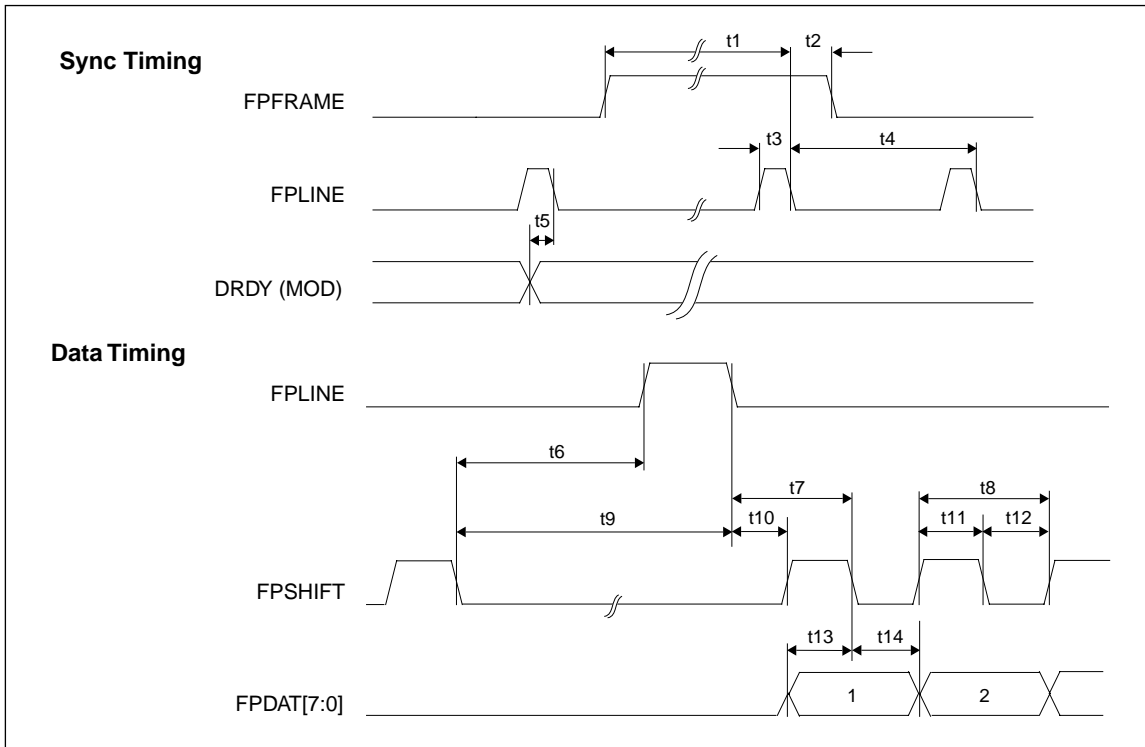 Sync Timing
t1
t2
FPFRAME
t3
t4
FPLINE
t5
DRDY (MOD)
Data Timing
FPLINE
t6
t7
t8
t9
t10
t11
t12
FPSHIFT
t13
t14
FPDAT[7:0]
1
2